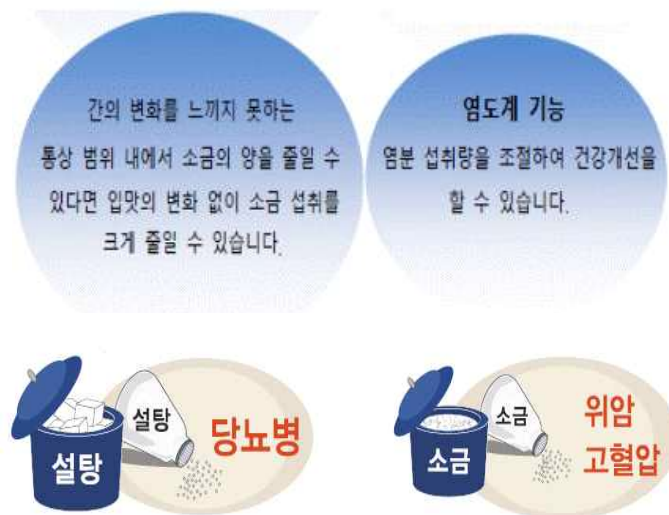 간의 변화를 느끼지 못하는
통상 범위 내에서 소금의 양을 줄일 수
있다면 입맛의 변화 없이 소금 섭취를
크게 줄일 수 있습니다.
염도계 기능
염분 섭취량을 조절하여 건강개선을
할 수 있습니다.
설탕
설탕
당뇨병
소금
소금
위암
고혈압